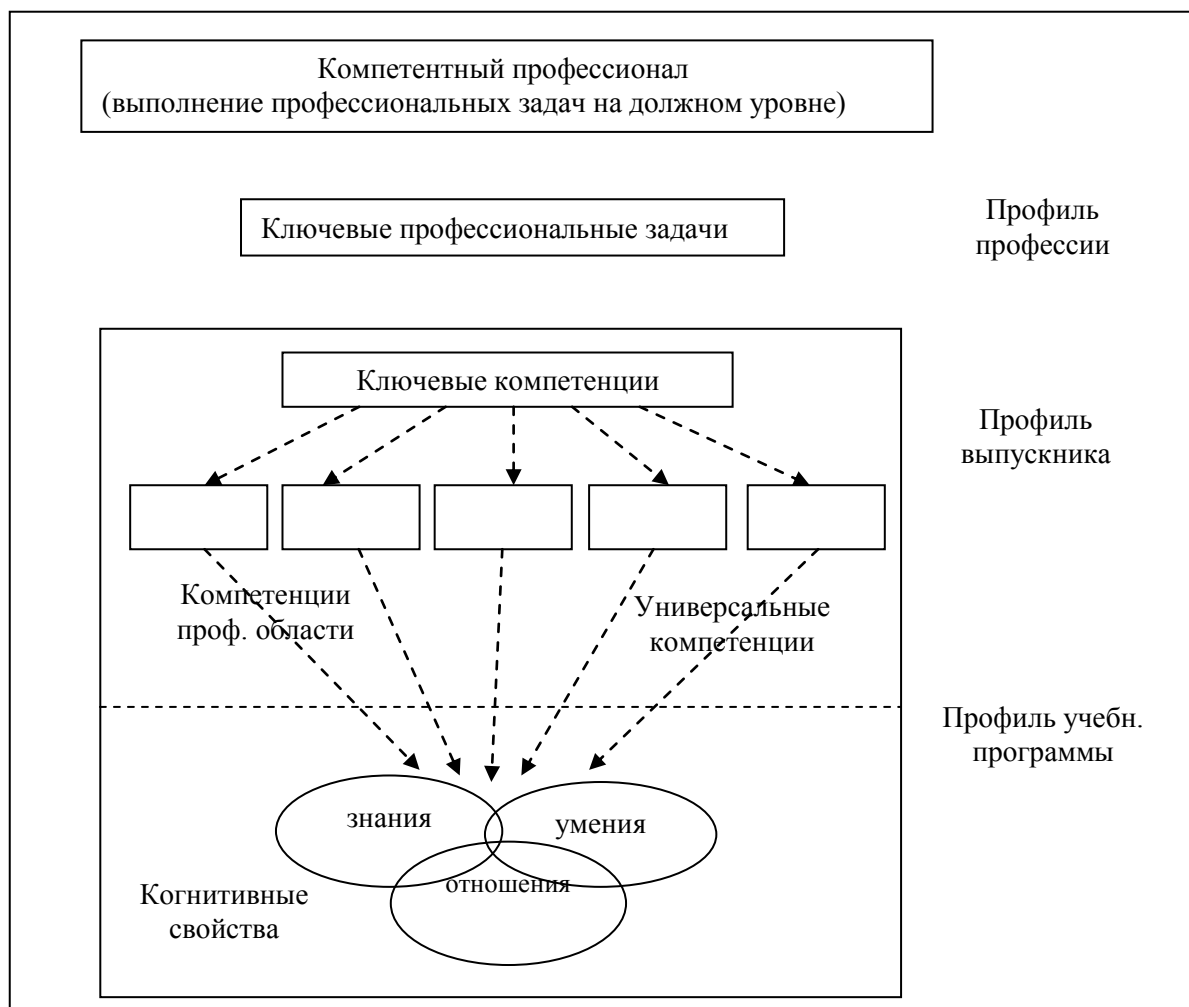 Компетентный профессионал
(выполнение профессиональных задач на должном уровне)
Ключевые профессиональные задачи
Профиль
профессии
Ключевые компетенции
Профиль
выпускника
Компетенции
проф. области
Универсальные
компетенции
Профиль учебн.
программы
знания
умения
отношения
Когнитивные
свойства